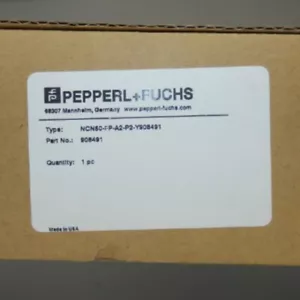 PEPPERL+FUCHS
68307 Mannheim, Germany www.pepperl-fuchs.com
Type: NCN50-FP-A2-P3-Y908491
Part No.: 908491
Quantity: 1 pc
Made in USA